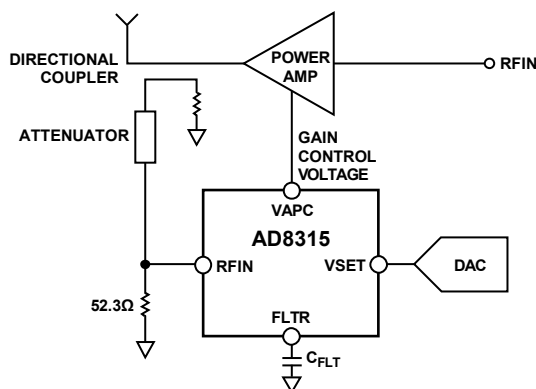 DIRECTIONAL
COUPLER
POWER
AMP
RFIN
ATTENUATOR
GAIN
CONTROL
VOLTAGE
VAPC
AD8315
RFIN
VSET
DAC
52.3Ω
FLTR
CFLT